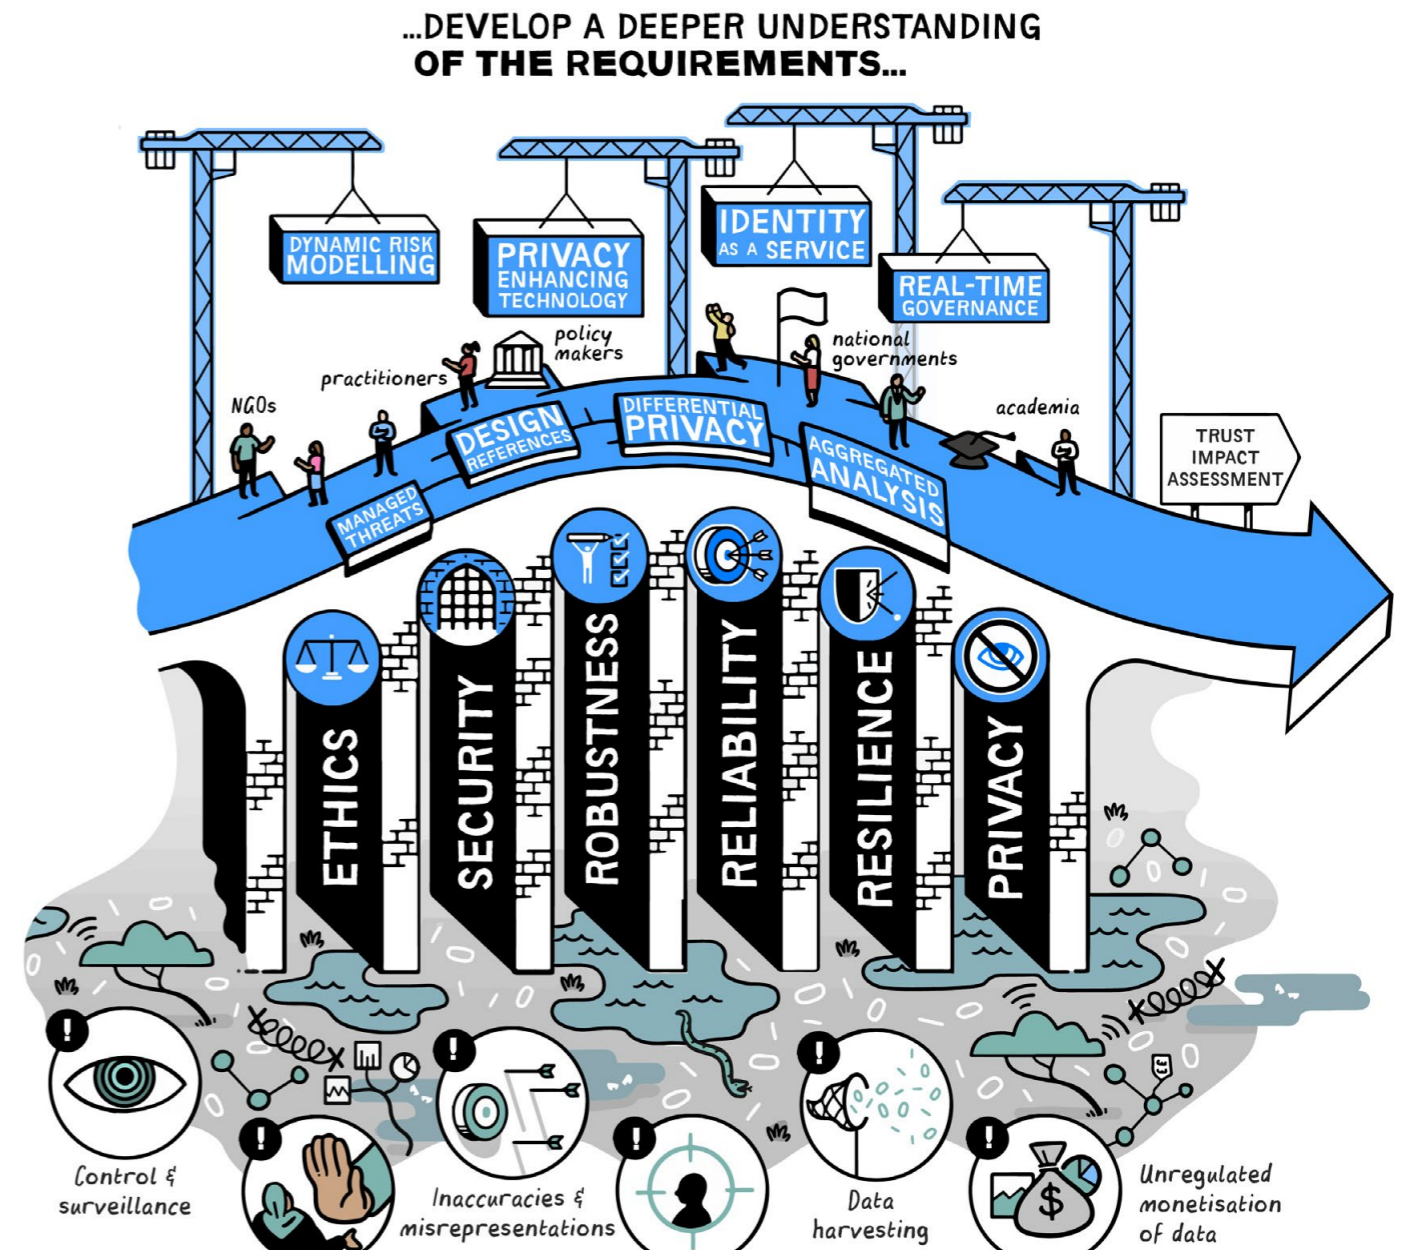 ...DEVELOP A DEEPER UNDERSTANDING
OF THE REQUIREMENTS...
DYNAMIC RISK
MODELLING
PRIVACY
ENHANCING
TECHNOLOGY
IDENTITY
AS A SERVICE
REAL-TIME
GOVERNANCE
NGOs
practitioners
policy
makers
national
governments
academia
TRUST
IMPACT
ASSESSMENT
MANAGED
THREATS
DESIGN
REFERENCES
DIFFERENTIAL
PRIVACY
AGGREGATED
ANALYSIS
ETHICS
SECURITY
ROBUSTNESS
RELIABILITY
RESILIENCE
PRIVACY
!
Control &
surveillance
!
!
Inaccuracies &
misrepresentations
!
!
Data
harvesting
!
$
Unregulated
monetisation
of data